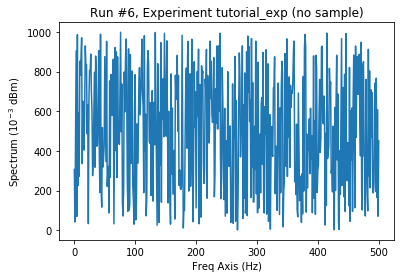 Run #6, Experiment tutorial_exp (no sample)
1000
800
600
400
200
0
Spectrum (10⁻³ dBm)
0 100 200 300 400 500
Freq Axis (Hz)